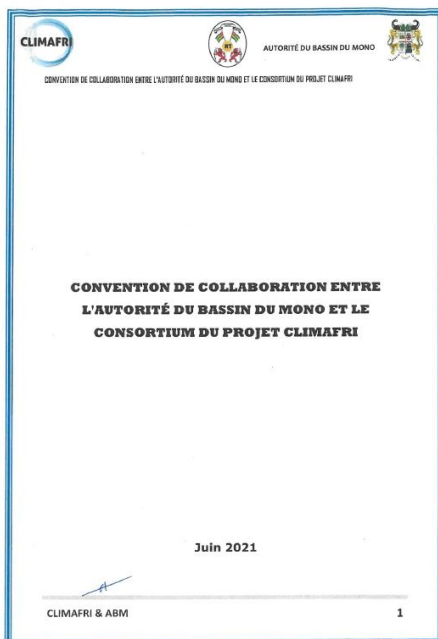 CLIMAFRI
RT
AUTORITÉ DU BASSIN DU MONO
CONVENTION DE COLLABORATION ENTRE L'AUTORITÉ DU BASSIN DU MONO ET LE CONSORTIUM DU PROJET CLIMAFRI
CONVENTION DE COLLABORATION ENTRE
L'AUTORITÉ DU BASSIN DU MONO ET LE
CONSORTIUM DU PROJET CLIMAFRI
Juin 2021
CLIMAFRI & ABM
1